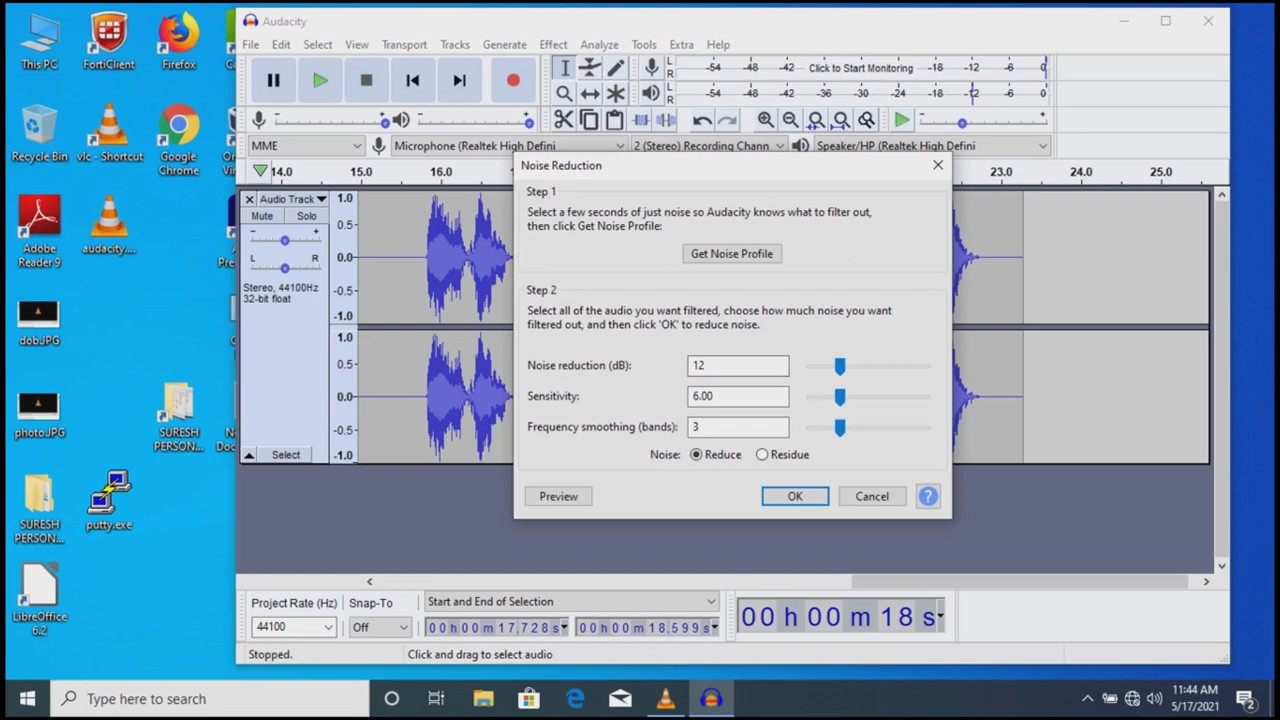 This PC
FortiClient
Firefox
Recycle Bin
vlc - Shortcut
Google
Chrome
Adobe
Reader 9
audacity....
dob.JPG
photo.JPG
SURESH
PERSON...
SURESH
PERSON...
putty.exe
LibreOffice
6.2
Audacity
File Edit Select View Transport Tracks Generate Effect Analyze Tools Extra Help
L
R
-54 -48 -42 Click to Start Monitoring -18 -12 -6 0
L
R
-54 -48 -42 -36 -30 -24 -18 -12 -6 0
MME
Microphone (Realtek High Defini
2 (Stereo) Recording Chann
Speaker/HP (Realtek High Defini
14.0 15.0 16.0 23.0 24.0 25.0
Audio Track
Mute Solo
- +
L R
Stereo, 44100Hz
32-bit float
Select
1.0
0.5
0.0
-0.5
-1.0
1.0
0.5
0.0
-0.5
-1.0
Noise Reduction
Step 1
Select a few seconds of just noise so Audacity knows what to filter out,
then click Get Noise Profile:
Get Noise Profile
Step 2
Select all of the audio you want filtered, choose how much noise you want
filtered out, and then click 'OK' to reduce noise.
Noise reduction (dB): 12
Sensitivity: 6.00
Frequency smoothing (bands): 3
Noise: Reduce Residue
Preview OK Cancel ?
Project Rate (Hz) Snap-To Start and End of Selection
44100 Off 00 h 00 m 17.728 s 00 h 00 m 18.599 s
00 h 00 m 18 s
Stopped. Click and drag to select audio
Type here to search
11:44 AM
5/17/2021
2